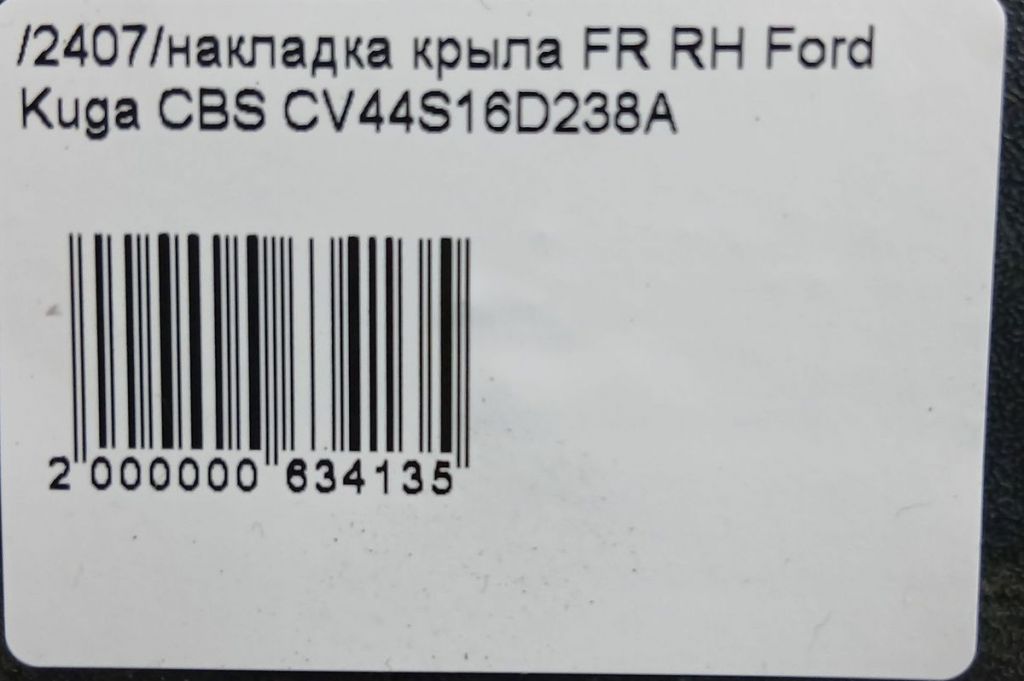 /2407/накладка крыла FR RH Ford
Kuga CBS CV44S16D238A
2 000000 634135